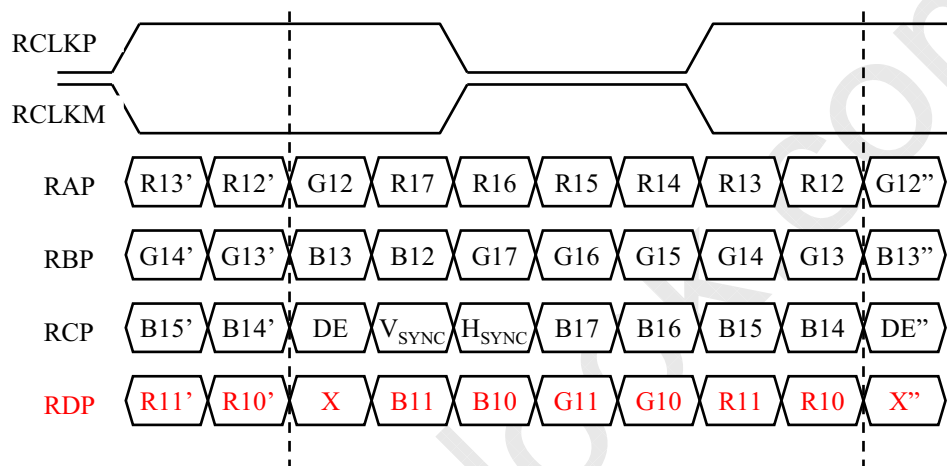 RCLKP
RCLKM
RAP R13’ R12’ G12 R17 R16 R15 R14 R13 R12 G12”
RBP G14’ G13’ B13 B12 G17 G16 G15 G14 G13 B13”
RCP B15’ B14’ DE VSYNC HSYNC B17 B16 B15 B14 DE”
RDP R11’ R10’ X B11 B10 G11 G10 R11 R10 X”